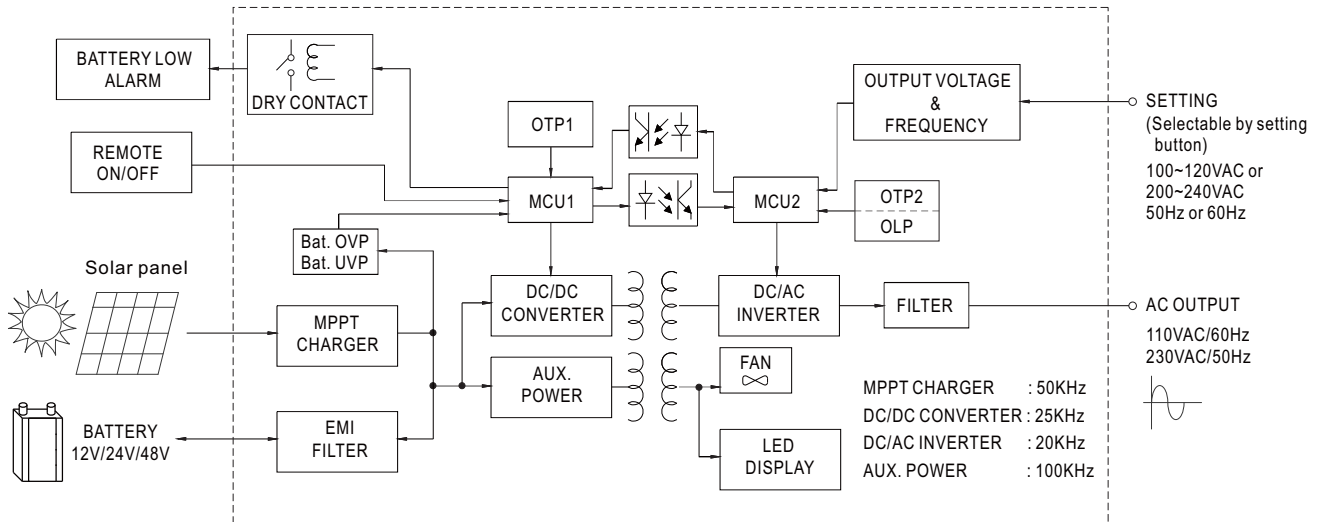 BATTERY LOW
ALARM
DRY CONTACT
REMOTE
ON/OFF
OTP1
MCU1
MCU2
OUTPUT VOLTAGE
&
FREQUENCY
OTP2
OLP
SETTING
(Selectable by setting
button)
100~120VAC or
200~240VAC
50Hz or 60Hz
Bat. OVP
Bat. UVP
Solar panel
MPPT
CHARGER
DC/DC
CONVERTER
DC/AC
INVERTER
FILTER
AC OUTPUT
110VAC/60Hz
230VAC/50Hz
AUX.
POWER
FAN
BATTERY
12V/24V/48V
EMI
FILTER
LED
DISPLAY
MPPT CHARGER : 50KHz
DC/DC CONVERTER : 25KHz
DC/AC INVERTER : 20KHz
AUX. POWER : 100KHz